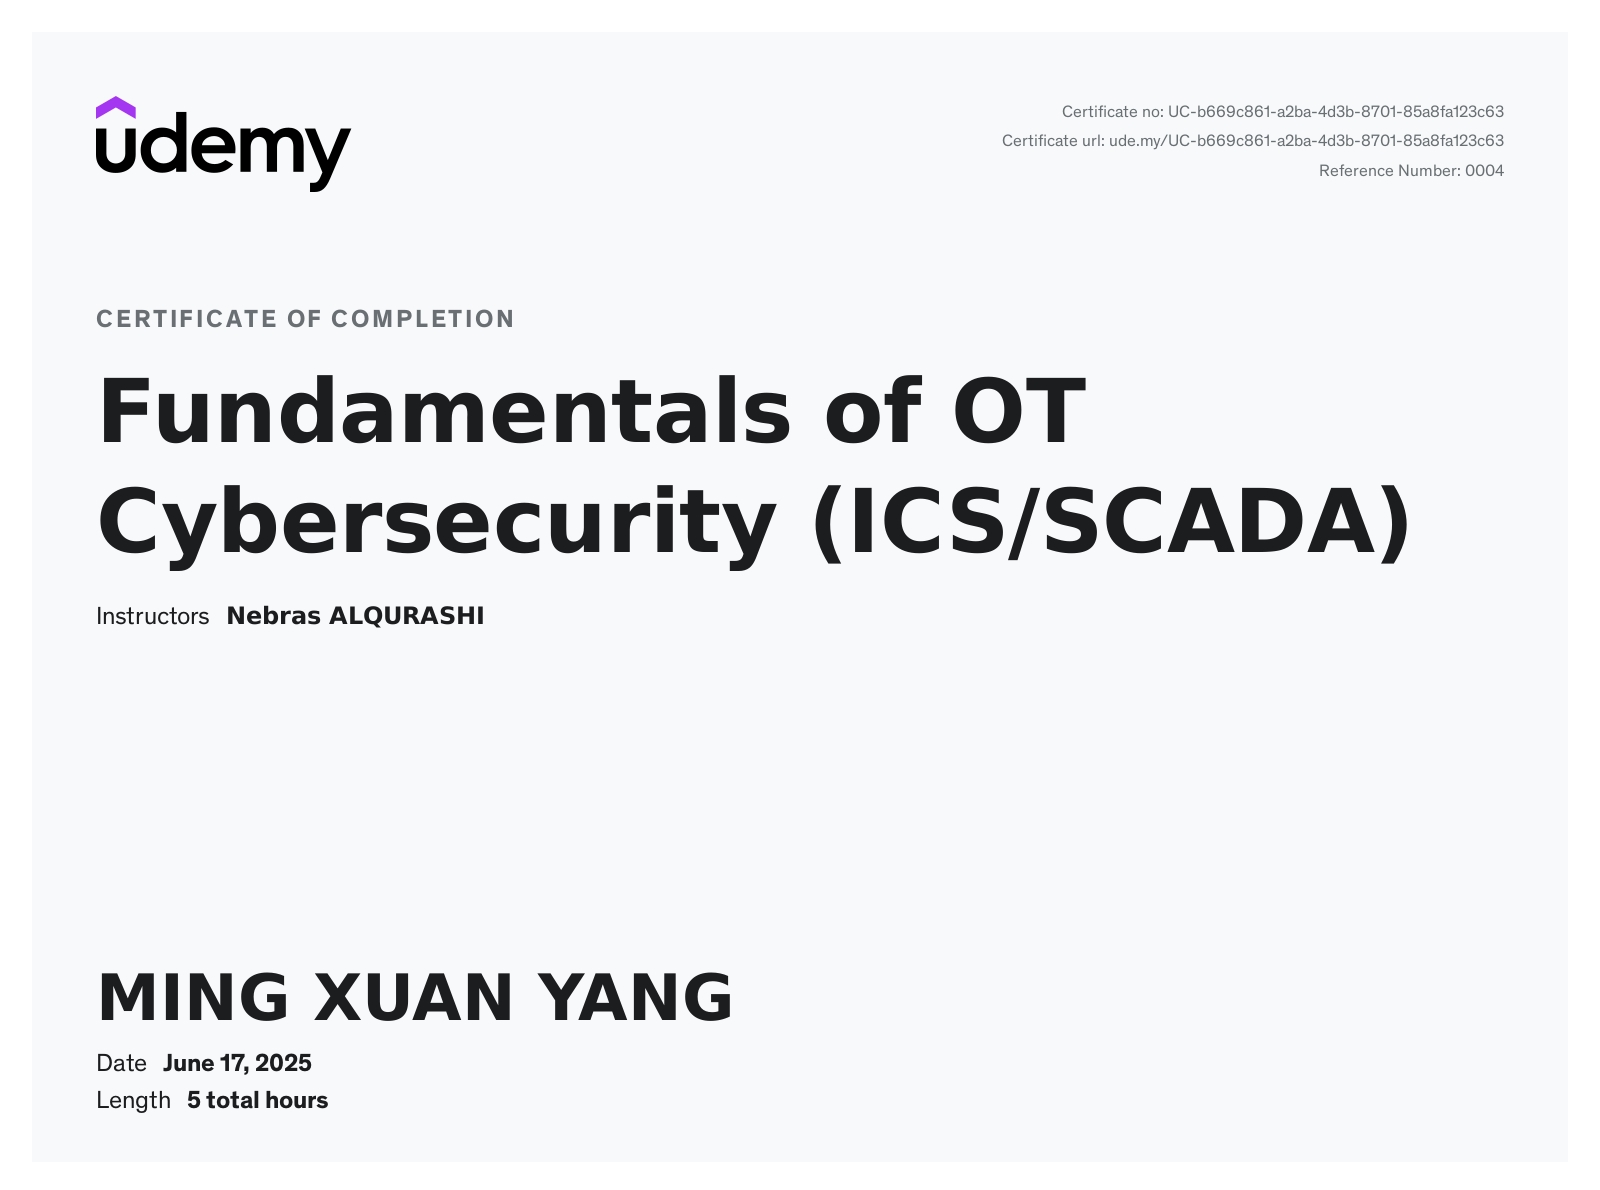 udemy
Certificate no: UC-b669c861-a2ba-4d3b-8701-85a8fa123c63
Certificate url: ude.my/UC-b669c861-a2ba-4d3b-8701-85a8fa123c63
Reference Number: 0004
CERTIFICATE OF COMPLETION
Fundamentals of OT
Cybersecurity (ICS/SCADA)
Instructors Nebras ALQURASHI
MING XUAN YANG
Date June 17, 2025
Length 5 total hours